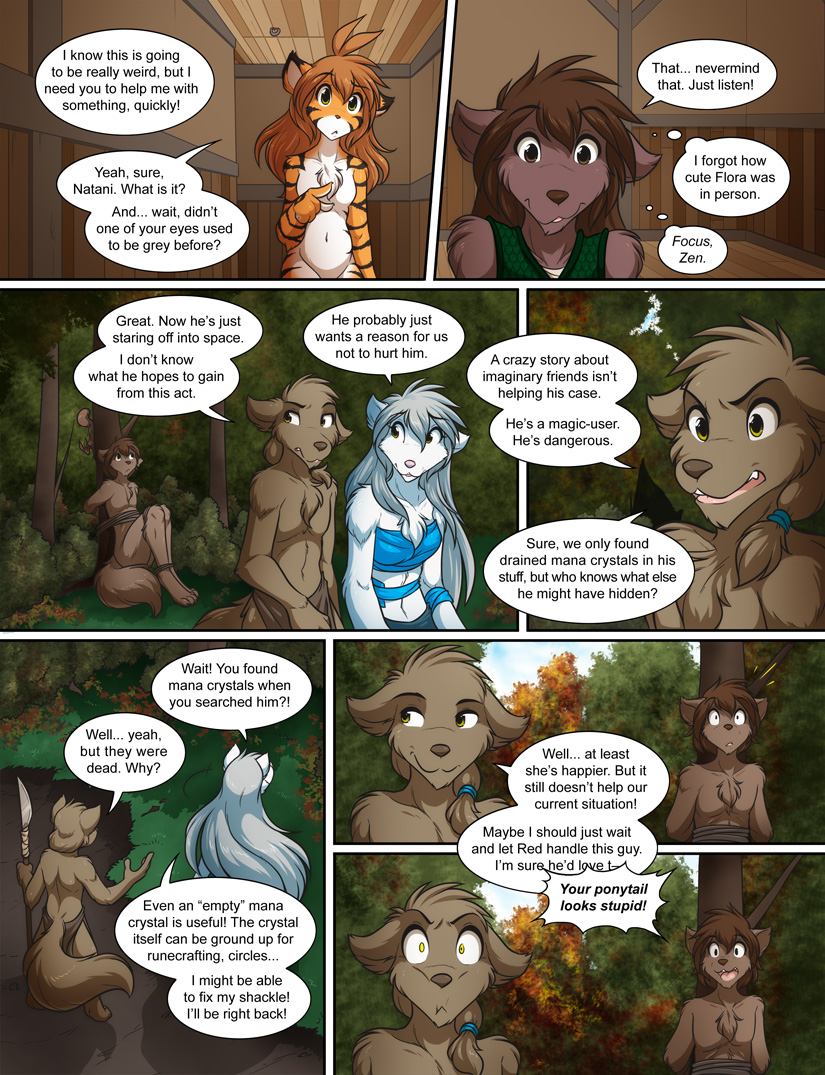 I know this is going
to be really weird, but I
need you to help me with
something, quickly!
Yeah, sure,
Natani. What is it?
And... wait, didn't
one of your eyes used
to be grey before?
That... nevermind
that. Just listen!
I forgot how
cute Flora was
in person.
Focus,
Zen.
Great. Now he's just
staring off into space.
I don't know
what he hopes to gain
from this act.
He probably just
wants a reason for us
not to hurt him.
A crazy story about
imaginary friends isn't
helping his case.
He's a magic-user.
He's dangerous.
Sure, we only found
drained mana crystals in his
stuff, but who knows what else
he might have hidden?
Wait! You found
mana crystals when
you searched him?!
Well... yeah,
but they were
dead. Why?
Even an “empty” mana
crystal is useful! The crystal
itself can be ground up for
runecrafting, circles...
I might be able
to fix my shackle!
I'll be right back!
Well... at least
she's happier. But it
still doesn't help our
current situation!
Maybe I should just wait
and let Red handle this guy.
I'm sure he'd love t–
Your ponytail
looks stupid!